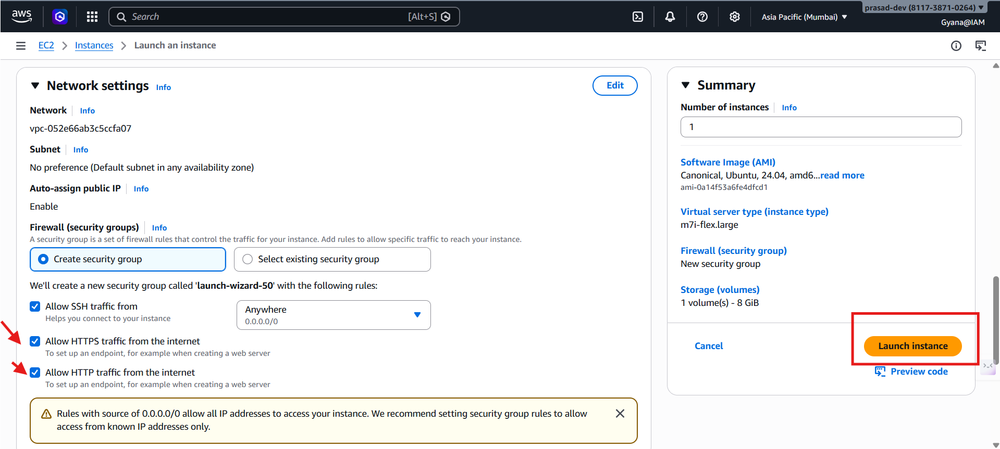 aws
Search
[Alt+S]
Asia Pacific (Mumbai)
prasad-dev (8117-3871-0264)
Gyana@IAM
EC2
Instances
Launch an instance
Network settings Info
Edit
Network Info
vpc-052e66ab3c5ccfa07
Subnet Info
No preference (Default subnet in any availability zone)
Auto-assign public IP Info
Enable
Firewall (security groups) Info
A security group is a set of firewall rules that control the traffic for your instance. Add rules to allow specific traffic to reach your instance.
Create security group
Select existing security group
We'll create a new security group called 'launch-wizard-50' with the following rules:
Allow SSH traffic from
Helps you connect to your instance
Anywhere
0.0.0.0/0
Allow HTTPS traffic from the internet
To set up an endpoint, for example when creating a web server
Allow HTTP traffic from the internet
To set up an endpoint, for example when creating a web server
Rules with source of 0.0.0.0/0 allow all IP addresses to access your instance. We recommend setting security group rules to allow
access from known IP addresses only.
Summary
Number of instances Info
1
Software Image (AMI)
Canonical, Ubuntu, 24.04, amd6...read more
ami-0a14f53a6fe4dfcd1
Virtual server type (instance type)
m7i-flex.large
Firewall (security group)
New security group
Storage (volumes)
1 volume(s) - 8 GiB
Cancel
Launch instance
Preview code